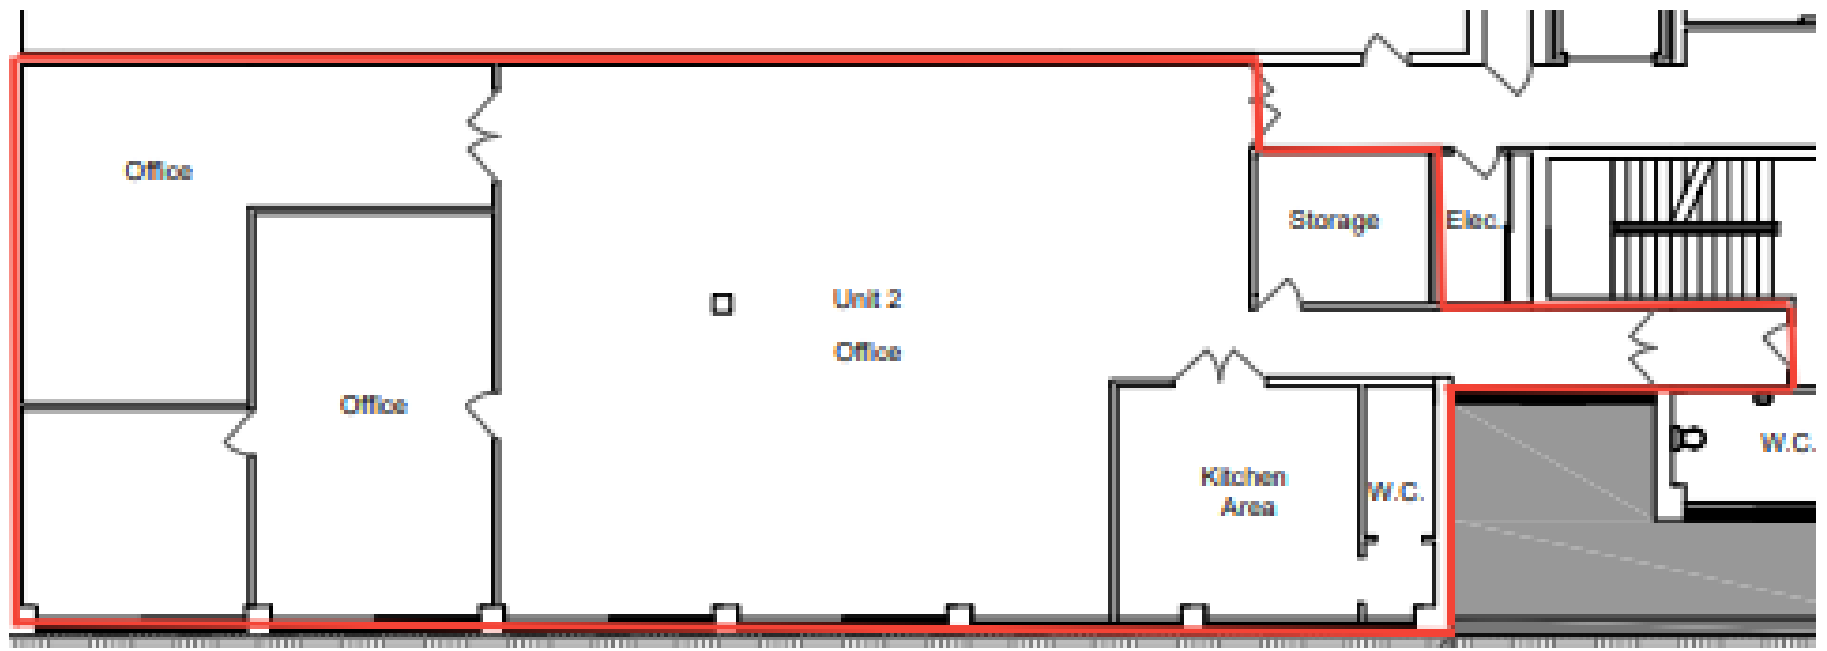 Office
Storage
Elec.
Unit 2
Office
Office
Kitchen
Area
W.C.
W.C.